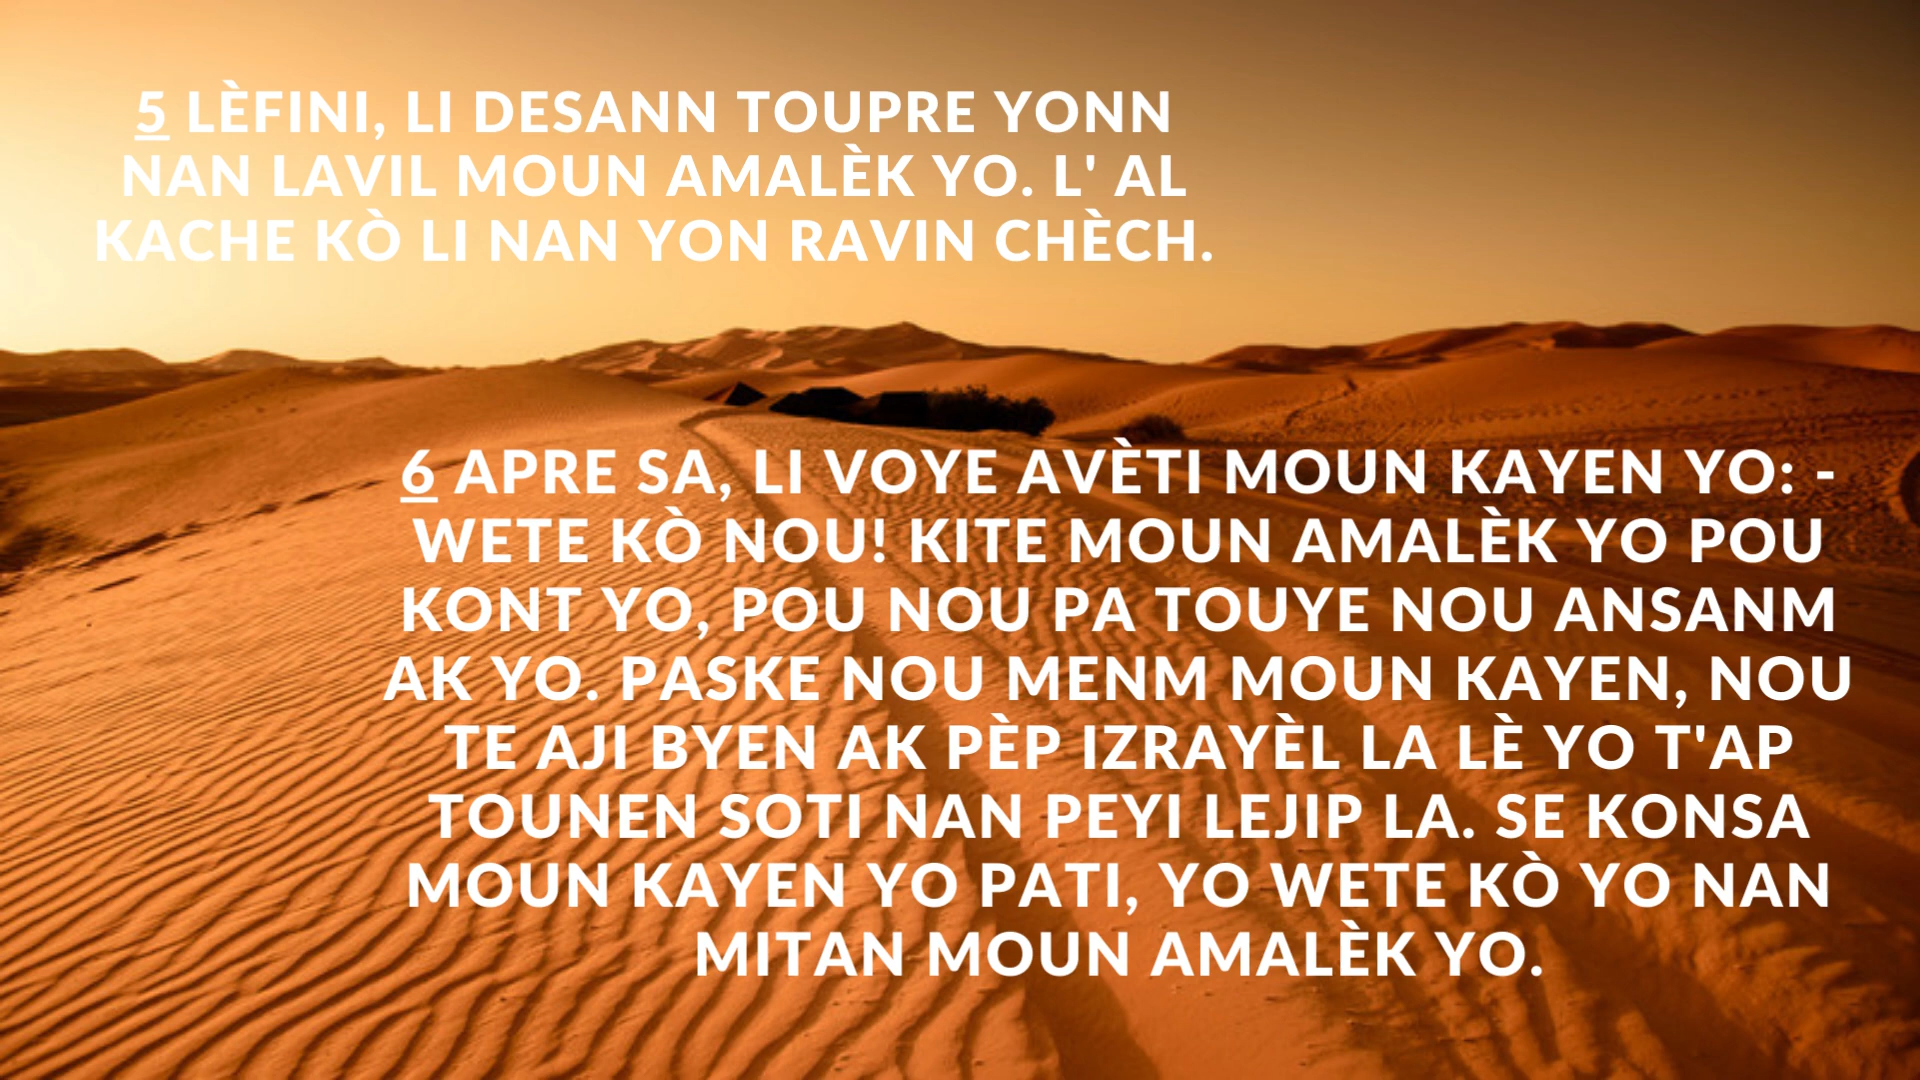 5 LÈFINI, LI DESANN TOUPRE YONN
NAN LAVIL MOUN AMALÈK YO. L' AL
KACHE KÒ LI NAN YON RAVIN CHÈCH.
6 APRE SA, LI VOYE AVÈTI MOUN KAYEN YO: -
WETE KÒ NOU! KITE MOUN AMALÈK YO POU
KONT YO, POU NOU PA TOUYE NOU ANSANM
AK YO. PASKE NOU MENM MOUN KAYEN, NOU
TE AJI BYEN AK PÈP IZRAYÈL LA LÈ YO T'AP
TOUNEN SOTI NAN PEYI LEJIP LA. SE KONSA
MOUN KAYEN YO PATI, YO WETE KÒ YO NAN
MITAN MOUN AMALÈK YO.